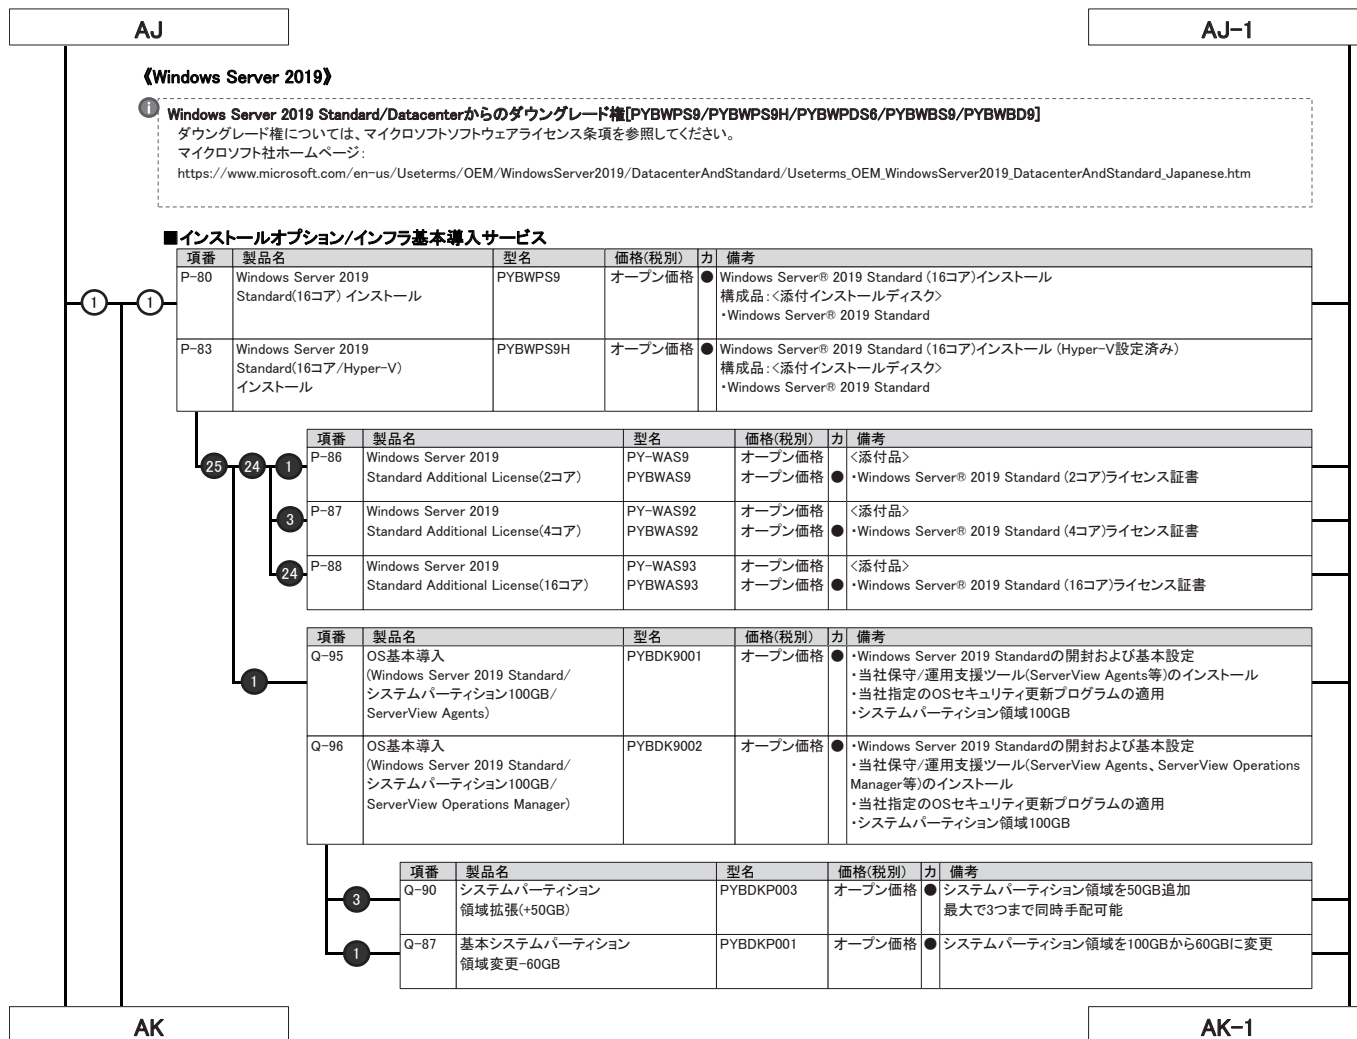 AJ
AJ-1
《Windows Server 2019》
i
Windows Server 2019 Standard/Datacenterからのダウングレード権[PYBWPS9/PYBWPS9H/PYBWPDS6/PYBWBS9/PYBWBD9]
ダウングレード権については、マイクロソフトソフトウェアライセンス条項を参照してください。
マイクロソフト社ホームページ:
https://www.microsoft.com/en-us/Useterms/OEM/WindowsServer2019/DatacenterAndStandard/Useterms_OEM_WindowsServer2019_DatacenterAndStandard_Japanese.htm
■インストールオプション/インフラ基本導入サービス
項番 製品名 型名 価格(税別) カ 備考
1 1 P-80 Windows Server 2019 PYBWPS9 オープン価格 ● Windows Server® 2019 Standard (16コア)インストール
Standard(16コア) インストール 構成品:<添付インストールディスク>
・Windows Server® 2019 Standard
P-83 Windows Server 2019 PYBWPS9H オープン価格 ● Windows Server® 2019 Standard (16コア)インストール (Hyper-V設定済み)
Standard(16コア/Hyper-V) 構成品:<添付インストールディスク>
インストール ・Windows Server® 2019 Standard
項番 製品名 型名 価格(税別) カ 備考
25 24 1 P-86 Windows Server 2019 PY-WAS9 オープン価格 <添付品>
Standard Additional License(2コア) PYBWAS9 オープン価格 ● ・Windows Server® 2019 Standard (2コア)ライセンス証書
3 P-87 Windows Server 2019 PY-WAS92 オープン価格 <添付品>
Standard Additional License(4コア) PYBWAS92 オープン価格 ● ・Windows Server® 2019 Standard (4コア)ライセンス証書
24 P-88 Windows Server 2019 PY-WAS93 オープン価格 <添付品>
Standard Additional License(16コア) PYBWAS93 オープン価格 ● ・Windows Server® 2019 Standard (16コア)ライセンス証書
項番 製品名 型名 価格(税別) カ 備考
1 Q-95 OS基本導入 PYBDK9001 オープン価格 ● ・Windows Server 2019 Standardの開封および基本設定
(Windows Server 2019 Standard/ ・当社保守/運用支援ツール(ServerView Agents等)のインストール
システムパーティション100GB/ ・当社指定のOSセキュリティ更新プログラムの適用
ServerView Agents) ・システムパーティション領域100GB
Q-96 OS基本導入 PYBDK9002 オープン価格 ● ・Windows Server 2019 Standardの開封および基本設定
(Windows Server 2019 Standard/ ・当社保守/運用支援ツール(ServerView Agents、ServerView Operations
システムパーティション100GB/ Manager等)のインストール
ServerView Operations Manager) ・当社指定のOSセキュリティ更新プログラムの適用
・システムパーティション領域100GB
項番 製品名 型名 価格(税別) カ 備考
3 Q-90 システムパーティション PYBDKP003 オープン価格 ● システムパーティション領域を50GB追加
領域拡張(+50GB) 最大で3つまで同時手配可能
1 Q-87 基本システムパーティション PYBDKP001 オープン価格 ● システムパーティション領域を100GBから60GBに変更
領域変更-60GB
AK
AK-1